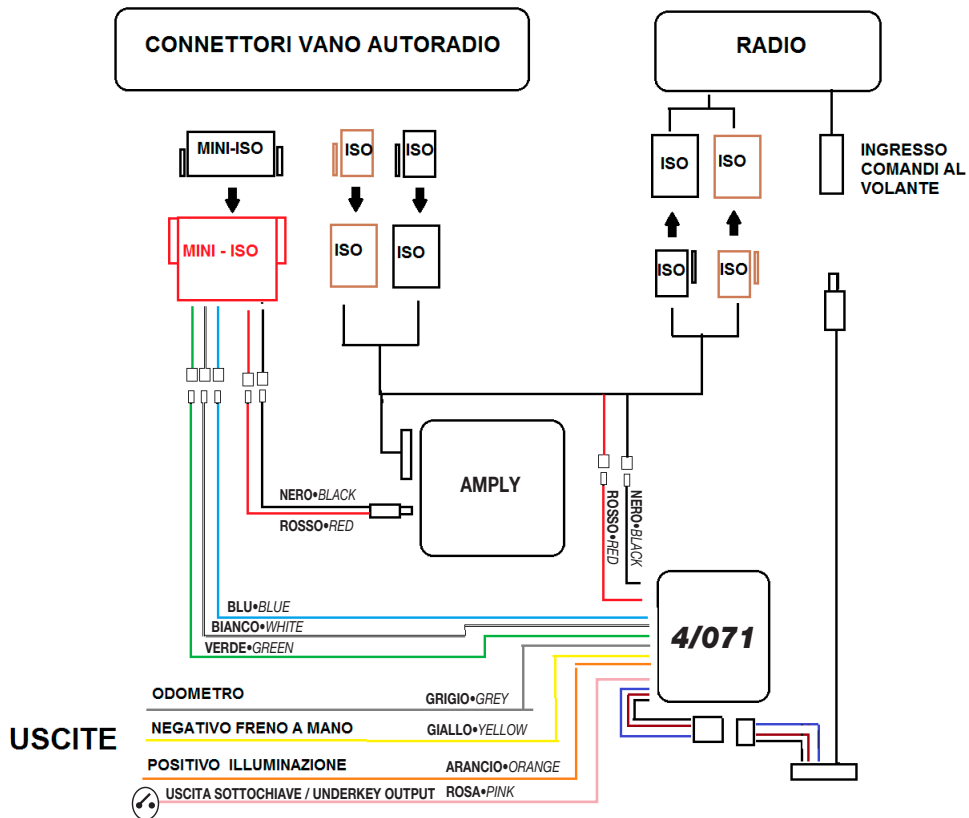 CONNETTORI VANO AUTORADIO
RADIO
MINI-ISO
ISO
ISO
ISO
ISO
INGRESSO
COMANDI AL
VOLANTE
MINI - ISO
ISO
ISO
ISO
ISO
AMPLY
NERO•BLACK
ROSSO•RED
ROSSO•RED
NERO•BLACK
BLU•BLUE
BIANCO•WHITE
VERDE•GREEN
4/071
ODOMETRO
GRIGIO•GREY
USCITE
NEGATIVO FRENO A MANO
GIALLO•YELLOW
POSITIVO ILLUMINAZIONE
ARANCIO•ORANGE
USCITA SOTTOCHIAVE / UNDERKEY OUTPUT
ROSA•PINK